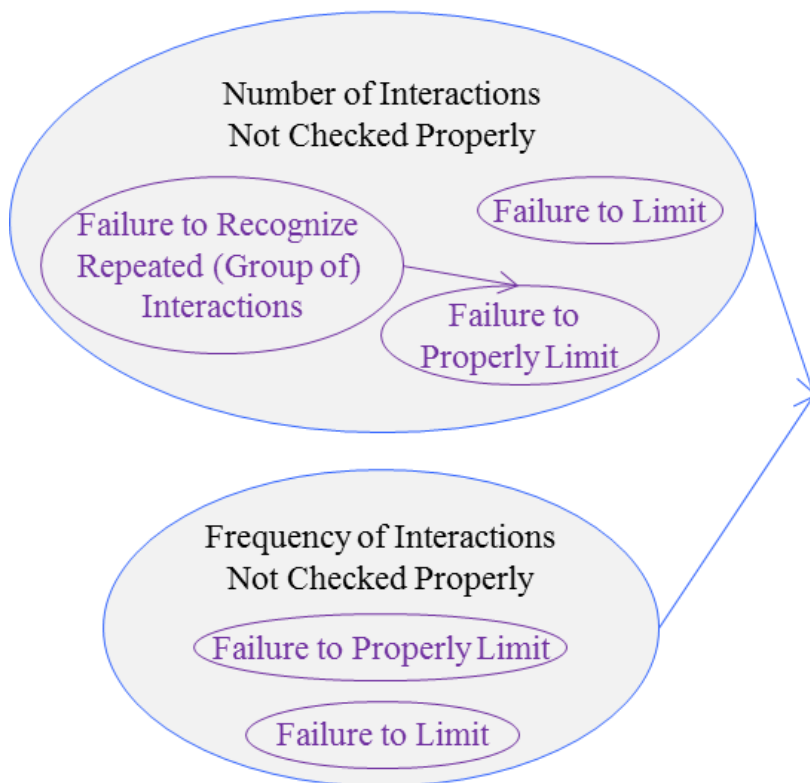 Number of Interactions
Not Checked Properly
Failure to Limit
Failure to Recognize
Repeated (Group of)
Interactions
Failure to
Properly Limit
Frequency of Interactions
Not Checked Properly
Failure to Properly Limit
Failure to Limit